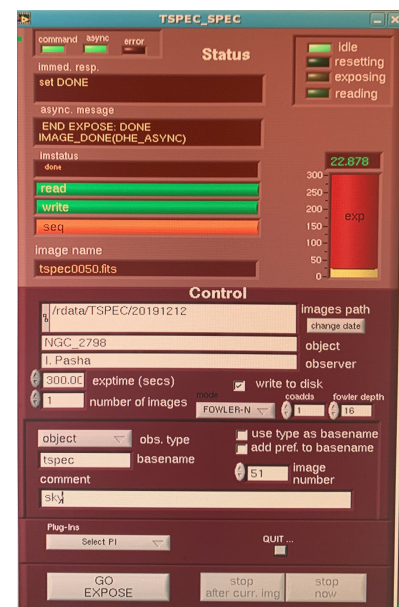 TSPEC_SPEC
command async error
Status
idle
resetting
exposing
reading
immed. resp.
set DONE
async. mesage
END EXPOSE: DONE
IMAGE_DONE(DHE_ASYNC)
imstatus
done
22.878
read
write
seq
300-
250-
200-
150-
100-
50-
0-
exp
image name
tspec0050.fits
Control
/rdata/TSPEC/20191212
images path
change date
NGC_2798
object
I. Pasha
observer
300.00 exptime (secs)
write to disk
1 number of images
mode
FOWLER-N
coadds
1
fowler depth
16
object
obs. type
use type as basename
add pref. to basename
tspec
basename
51
image
number
comment
sky
Plug-Ins
Select PI
QUIT ...
GO
EXPOSE
stop
after curr. img
stop
now